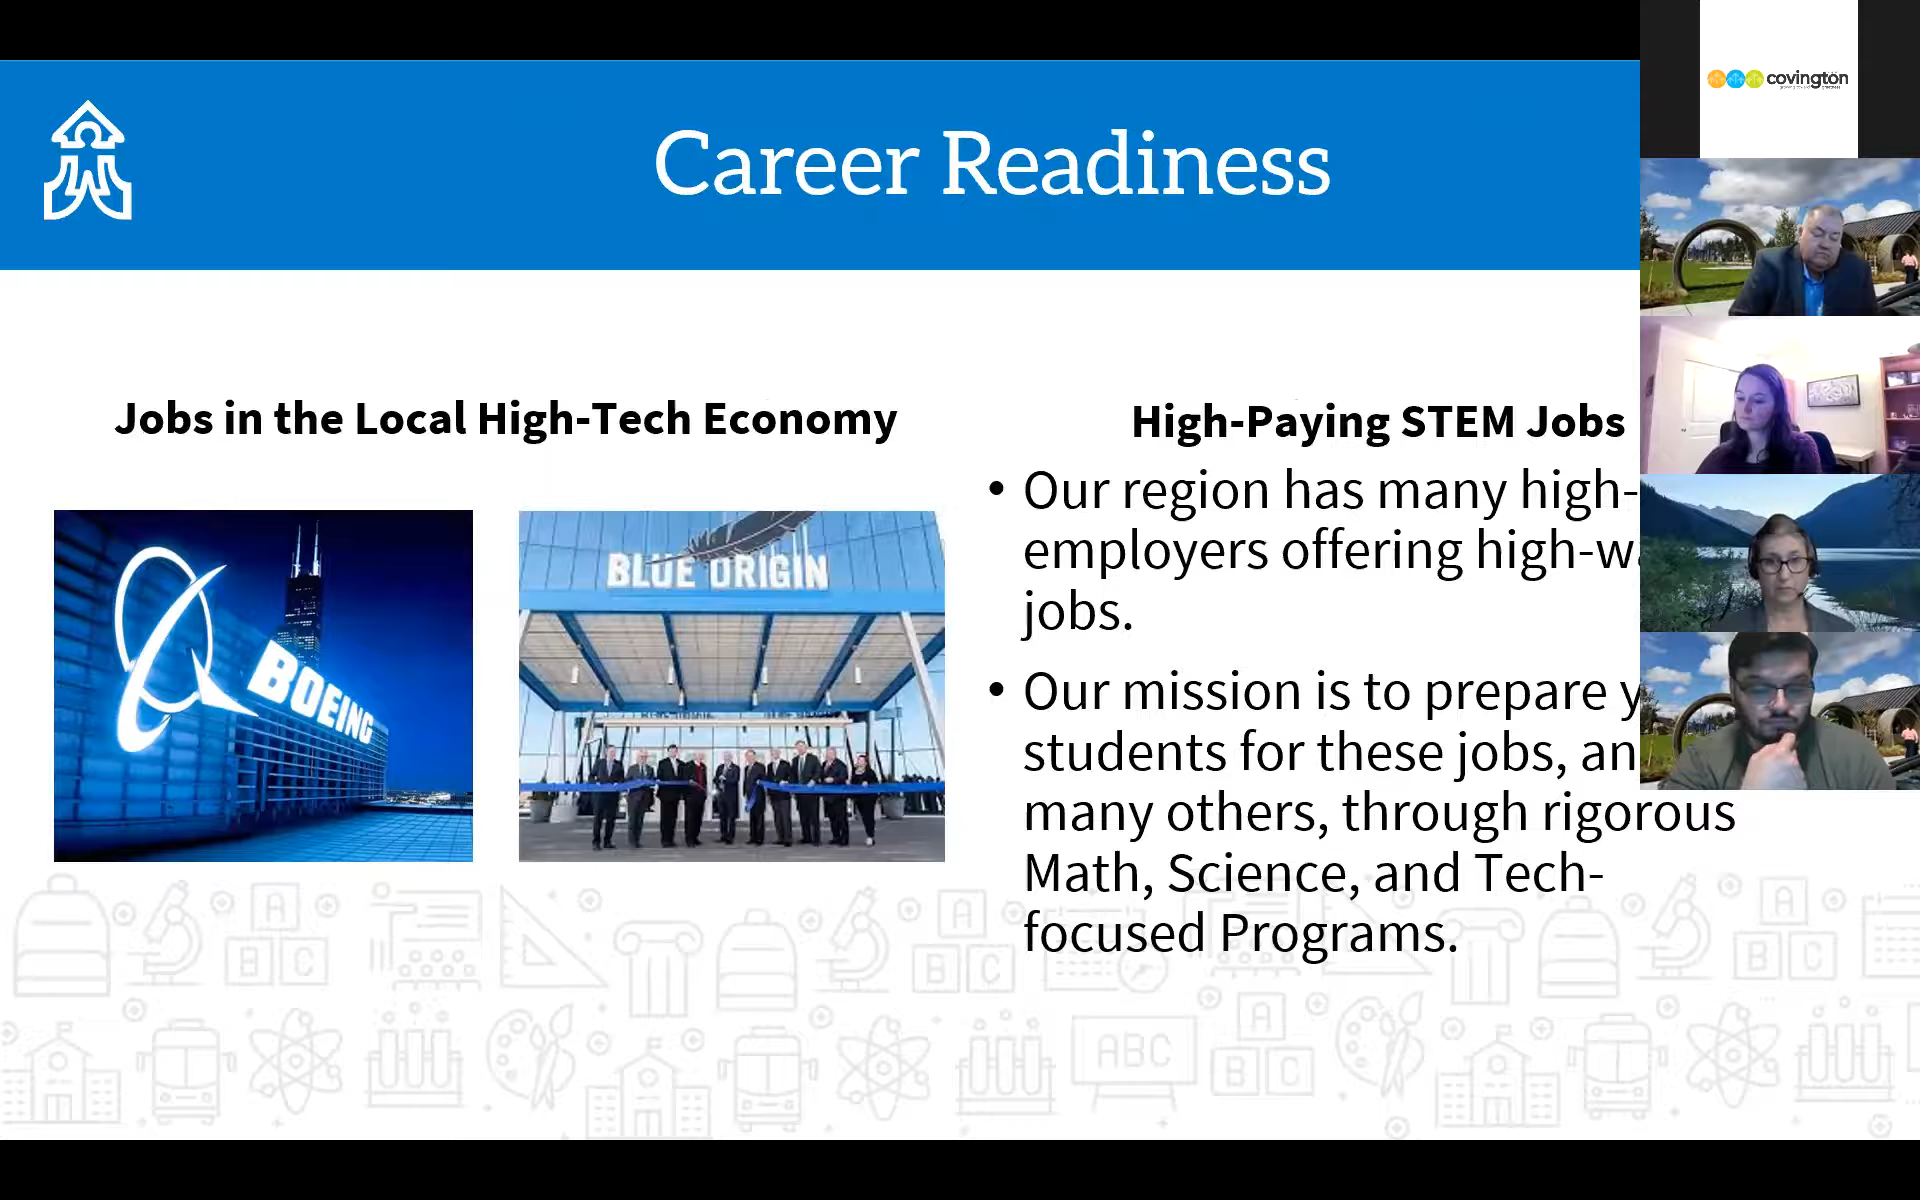 Career Readiness
covington
Jobs in the Local High-Tech Economy
BOEING
BLUE ORIGIN
High-Paying STEM Jobs
• Our region has many high-
employers offering high-w
jobs.
• Our mission is to prepare y
students for these jobs, an
many others, through rigorous
Math, Science, and Tech-
focused Programs.
A
B C
A
B C
ABC
A
B C
A
B C